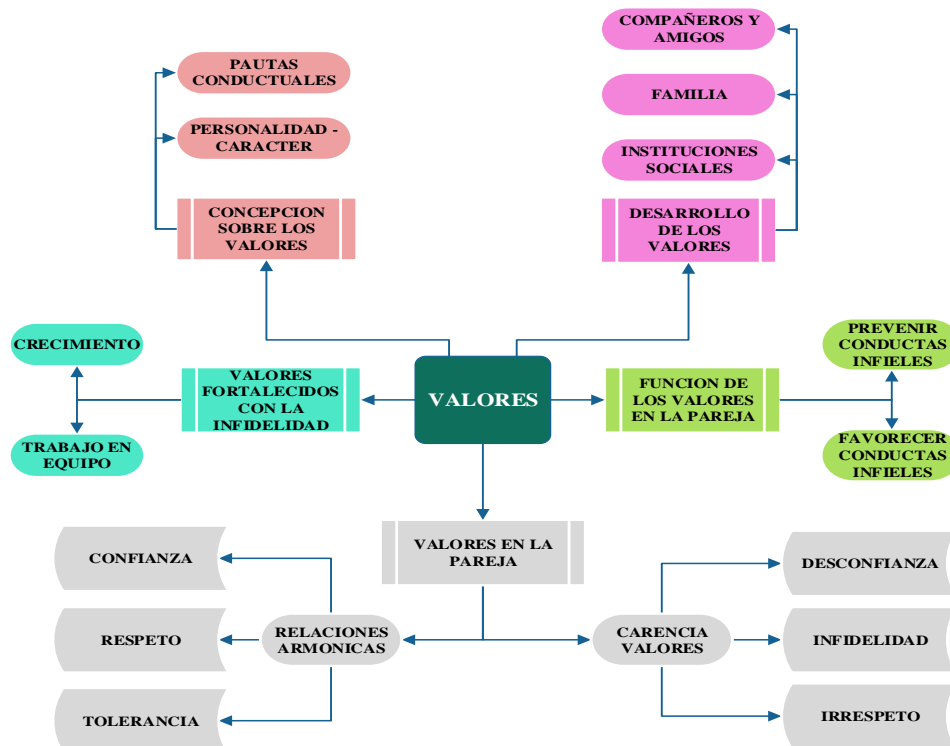 COMPAÑEROS Y
AMIGOS
PAUTAS
CONDUCTUALES
FAMILIA
PERSONALIDAD -
CARACTER
INSTITUCIONES
SOCIALES
CONCEPCION
SOBRE LOS
VALORES
DESARROLLO
DE LOS
VALORES
CRECIMIENTO
TRABAJO EN
EQUIPO
VALORES
FORTALECIDOS
CON LA
INFIDELIDAD
VALORES
FUNCION DE
LOS VALORES
EN LA PAREJA
PREVENIR
CONDUCTAS
INFIELES
FAVORECER
CONDUCTAS
INFIELES
VALORES EN LA
PAREJA
CONFIANZA
RESPETO
TOLERANCIA
RELACIONES
ARMONICAS
CARENCIA
VALORES
DESCONFIANZA
INFIDELIDAD
IRRESPETO